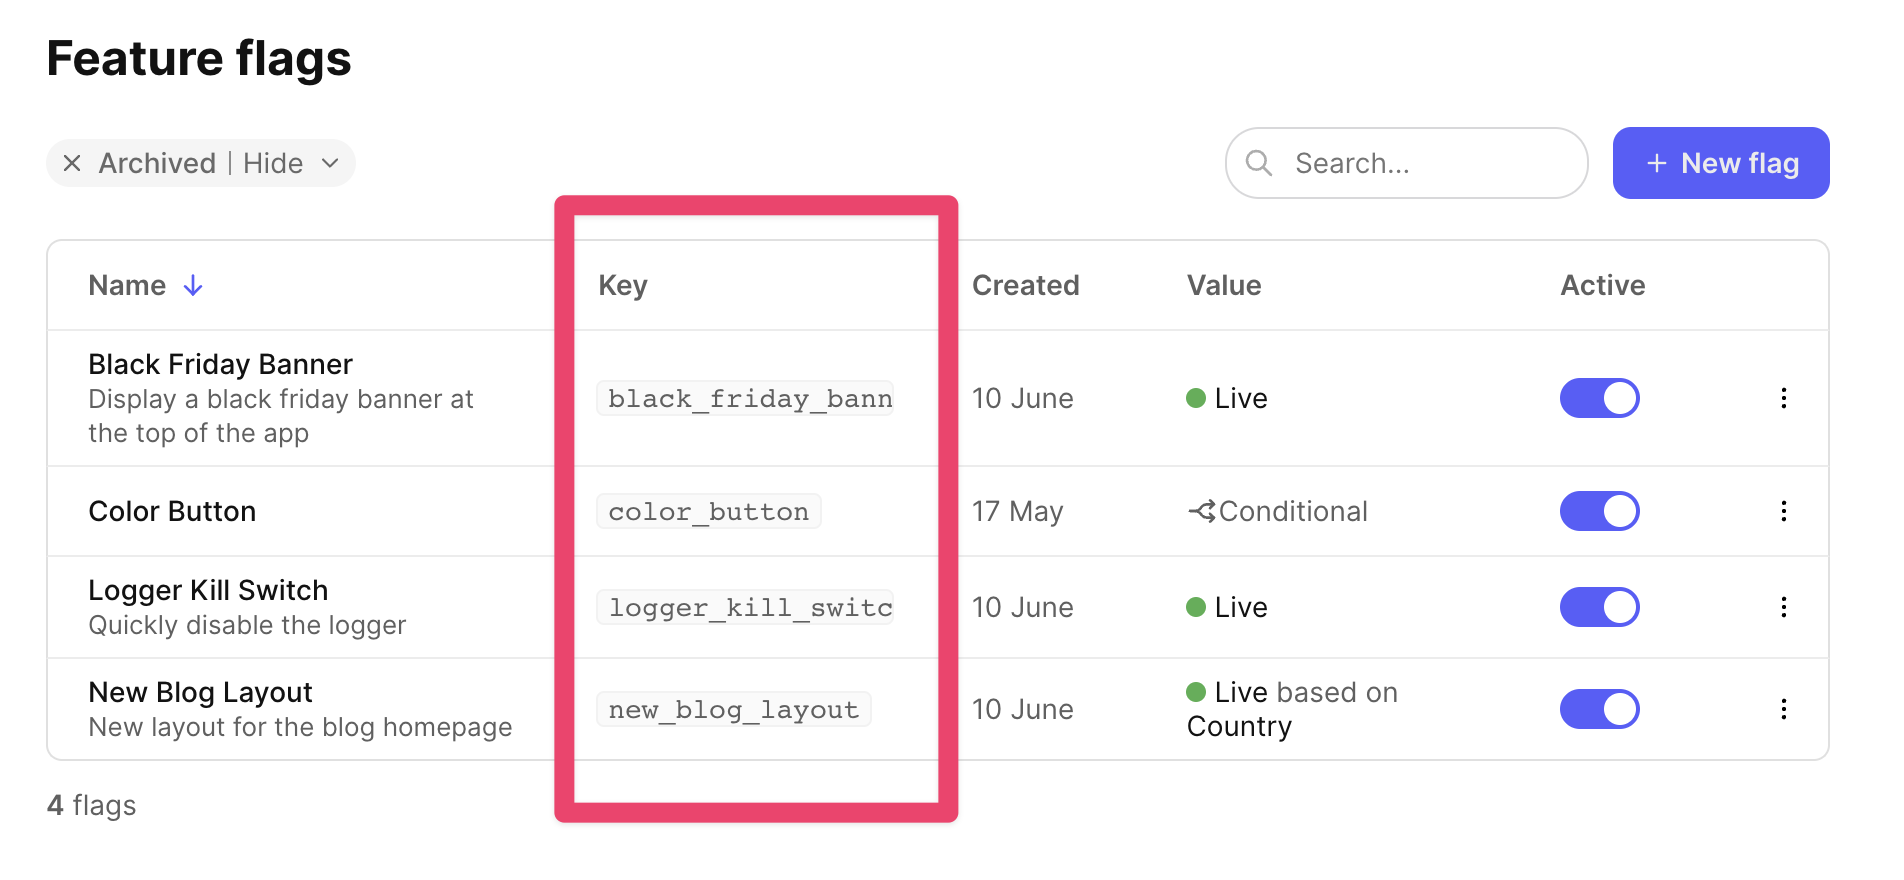 Feature flags
Archived | Hide
Search...
+ New flag
Name Key Created Value Active
Black Friday Banner
Display a black friday banner at
the top of the app
black_friday_bann
10 June
Live
Color Button
color_button
17 May
Conditional
Logger Kill Switch
Quickly disable the logger
logger_kill_switc
10 June
Live
New Blog Layout
New layout for the blog homepage
new_blog_layout
10 June
Live based on
Country
4 flags